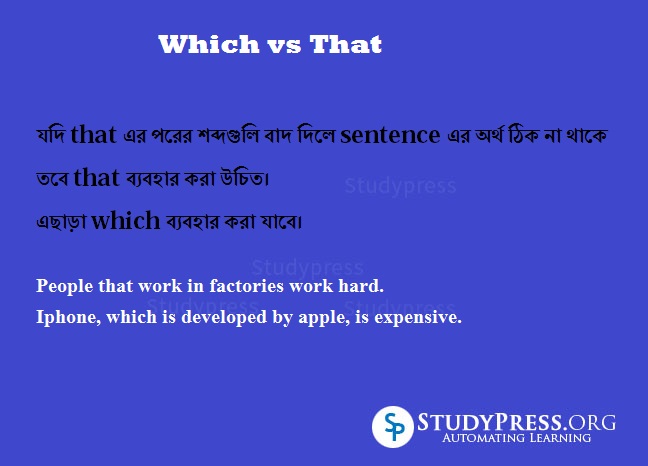 Which vs That
যদি that এর পরের শব্দগুলি বাদ দিলে sentence এর অর্থ ঠিক না থাকে
তবে that ব্যবহার করা উচিত।
Studypress
এছাড়া which ব্যবহার করা যাবে।
Studypress
People that work in factories work hard.
Studypress
Studypress
Iphone, which is developed by apple, is expensive.
SP
STUDYPRESS.ORG
AUTOMATING LEARNING